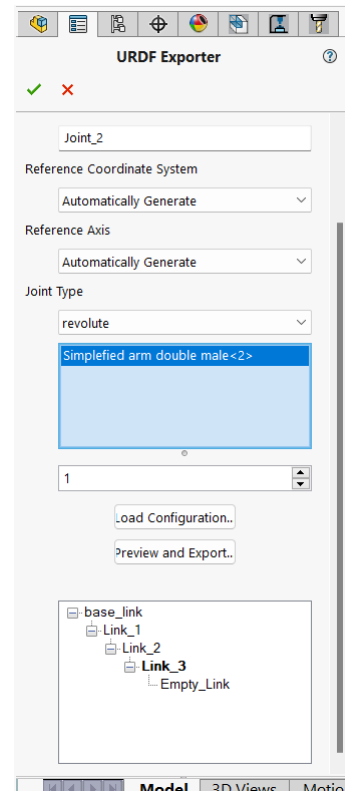 URDF Exporter
Joint_2
Reference Coordinate System
Automatically Generate
Reference Axis
Automatically Generate
Joint Type
revolute
Simplefied arm double male<2>
1
Load Configuration..
Preview and Export..
base_link
Link_1
Link_2
Link_3
Empty_Link
Model 3D Views Motio